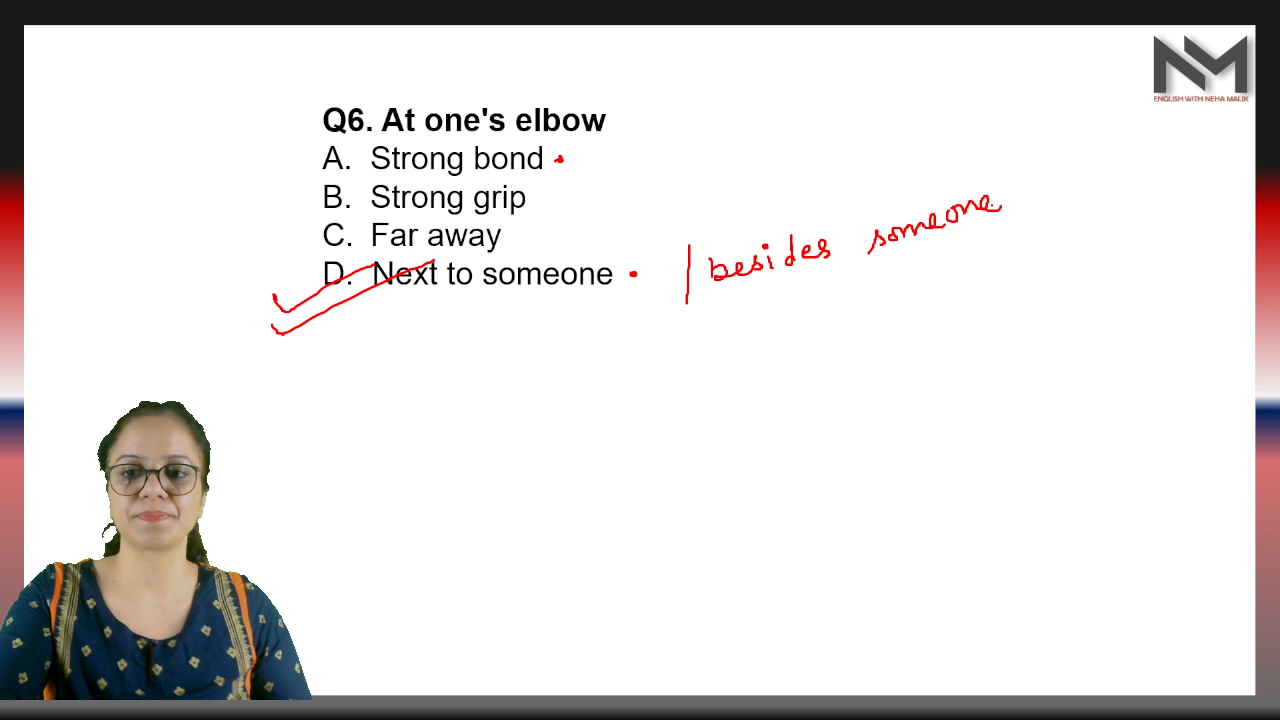 ENGLISH WITH NEHA MALIK
Q6. At one's elbow
A. Strong bond
B. Strong grip
C. Far away
D. Next to someone / besides someone